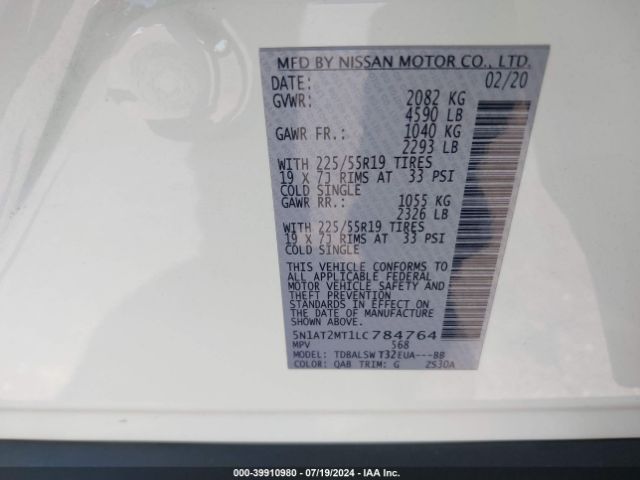 MFD BY NISSAN MOTOR CO., LTD.
DATE: 02/20
GVWR: 2082 KG
4590 LB
GAWR FR.: 1040 KG
2293 LB
WITH 225/55R19 TIRES
19 X 7J RIMS AT 33 PSI
COLD SINGLE
GAWR RR.: 1055 KG
2326 LB
WITH 225/55R19 TIRES
19 X 7J RIMS AT 33 PSI
COLD SINGLE
THIS VEHICLE CONFORMS TO
ALL APPLICABLE FEDERAL
MOTOR VEHICLE SAFETY AND
THEFT PREVENTION
STANDARDS IN EFFECT ON
THE DATE OF MANUFACTURE
SHOWN ABOVE.
5N1AT2MT1LC784764
MPV 568
MODEL: TDBALSW T32EUA---BB
COLOR: QAB TRIM: G 2S30A
000-39910980 - 07/19/2024 - IAA Inc.